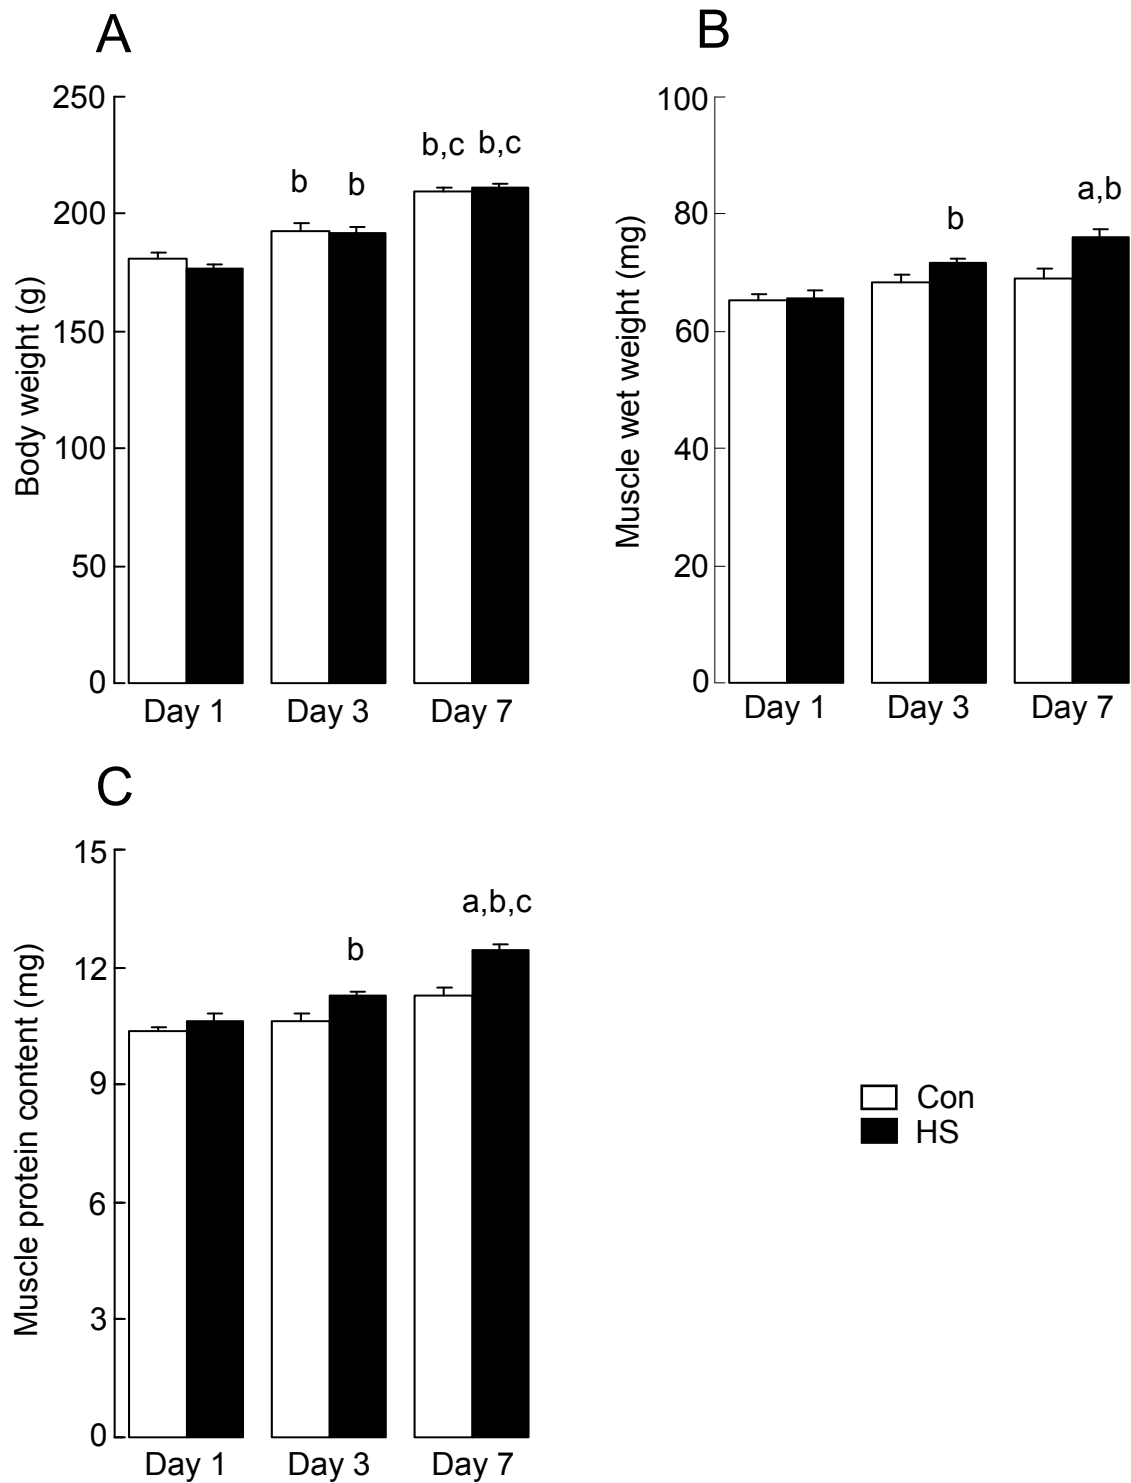 A
Body weight (g)
250
200
150
100
50
0
b
b
b,c
b,c
Day 1
Day 3
Day 7
B
Muscle wet weight (mg)
100
80
60
40
20
0
b
a,b
Day 1
Day 3
Day 7
C
Muscle protein content (mg)
15
12
9
6
3
0
b
a,b,c
Day 1
Day 3
Day 7
Con
HS